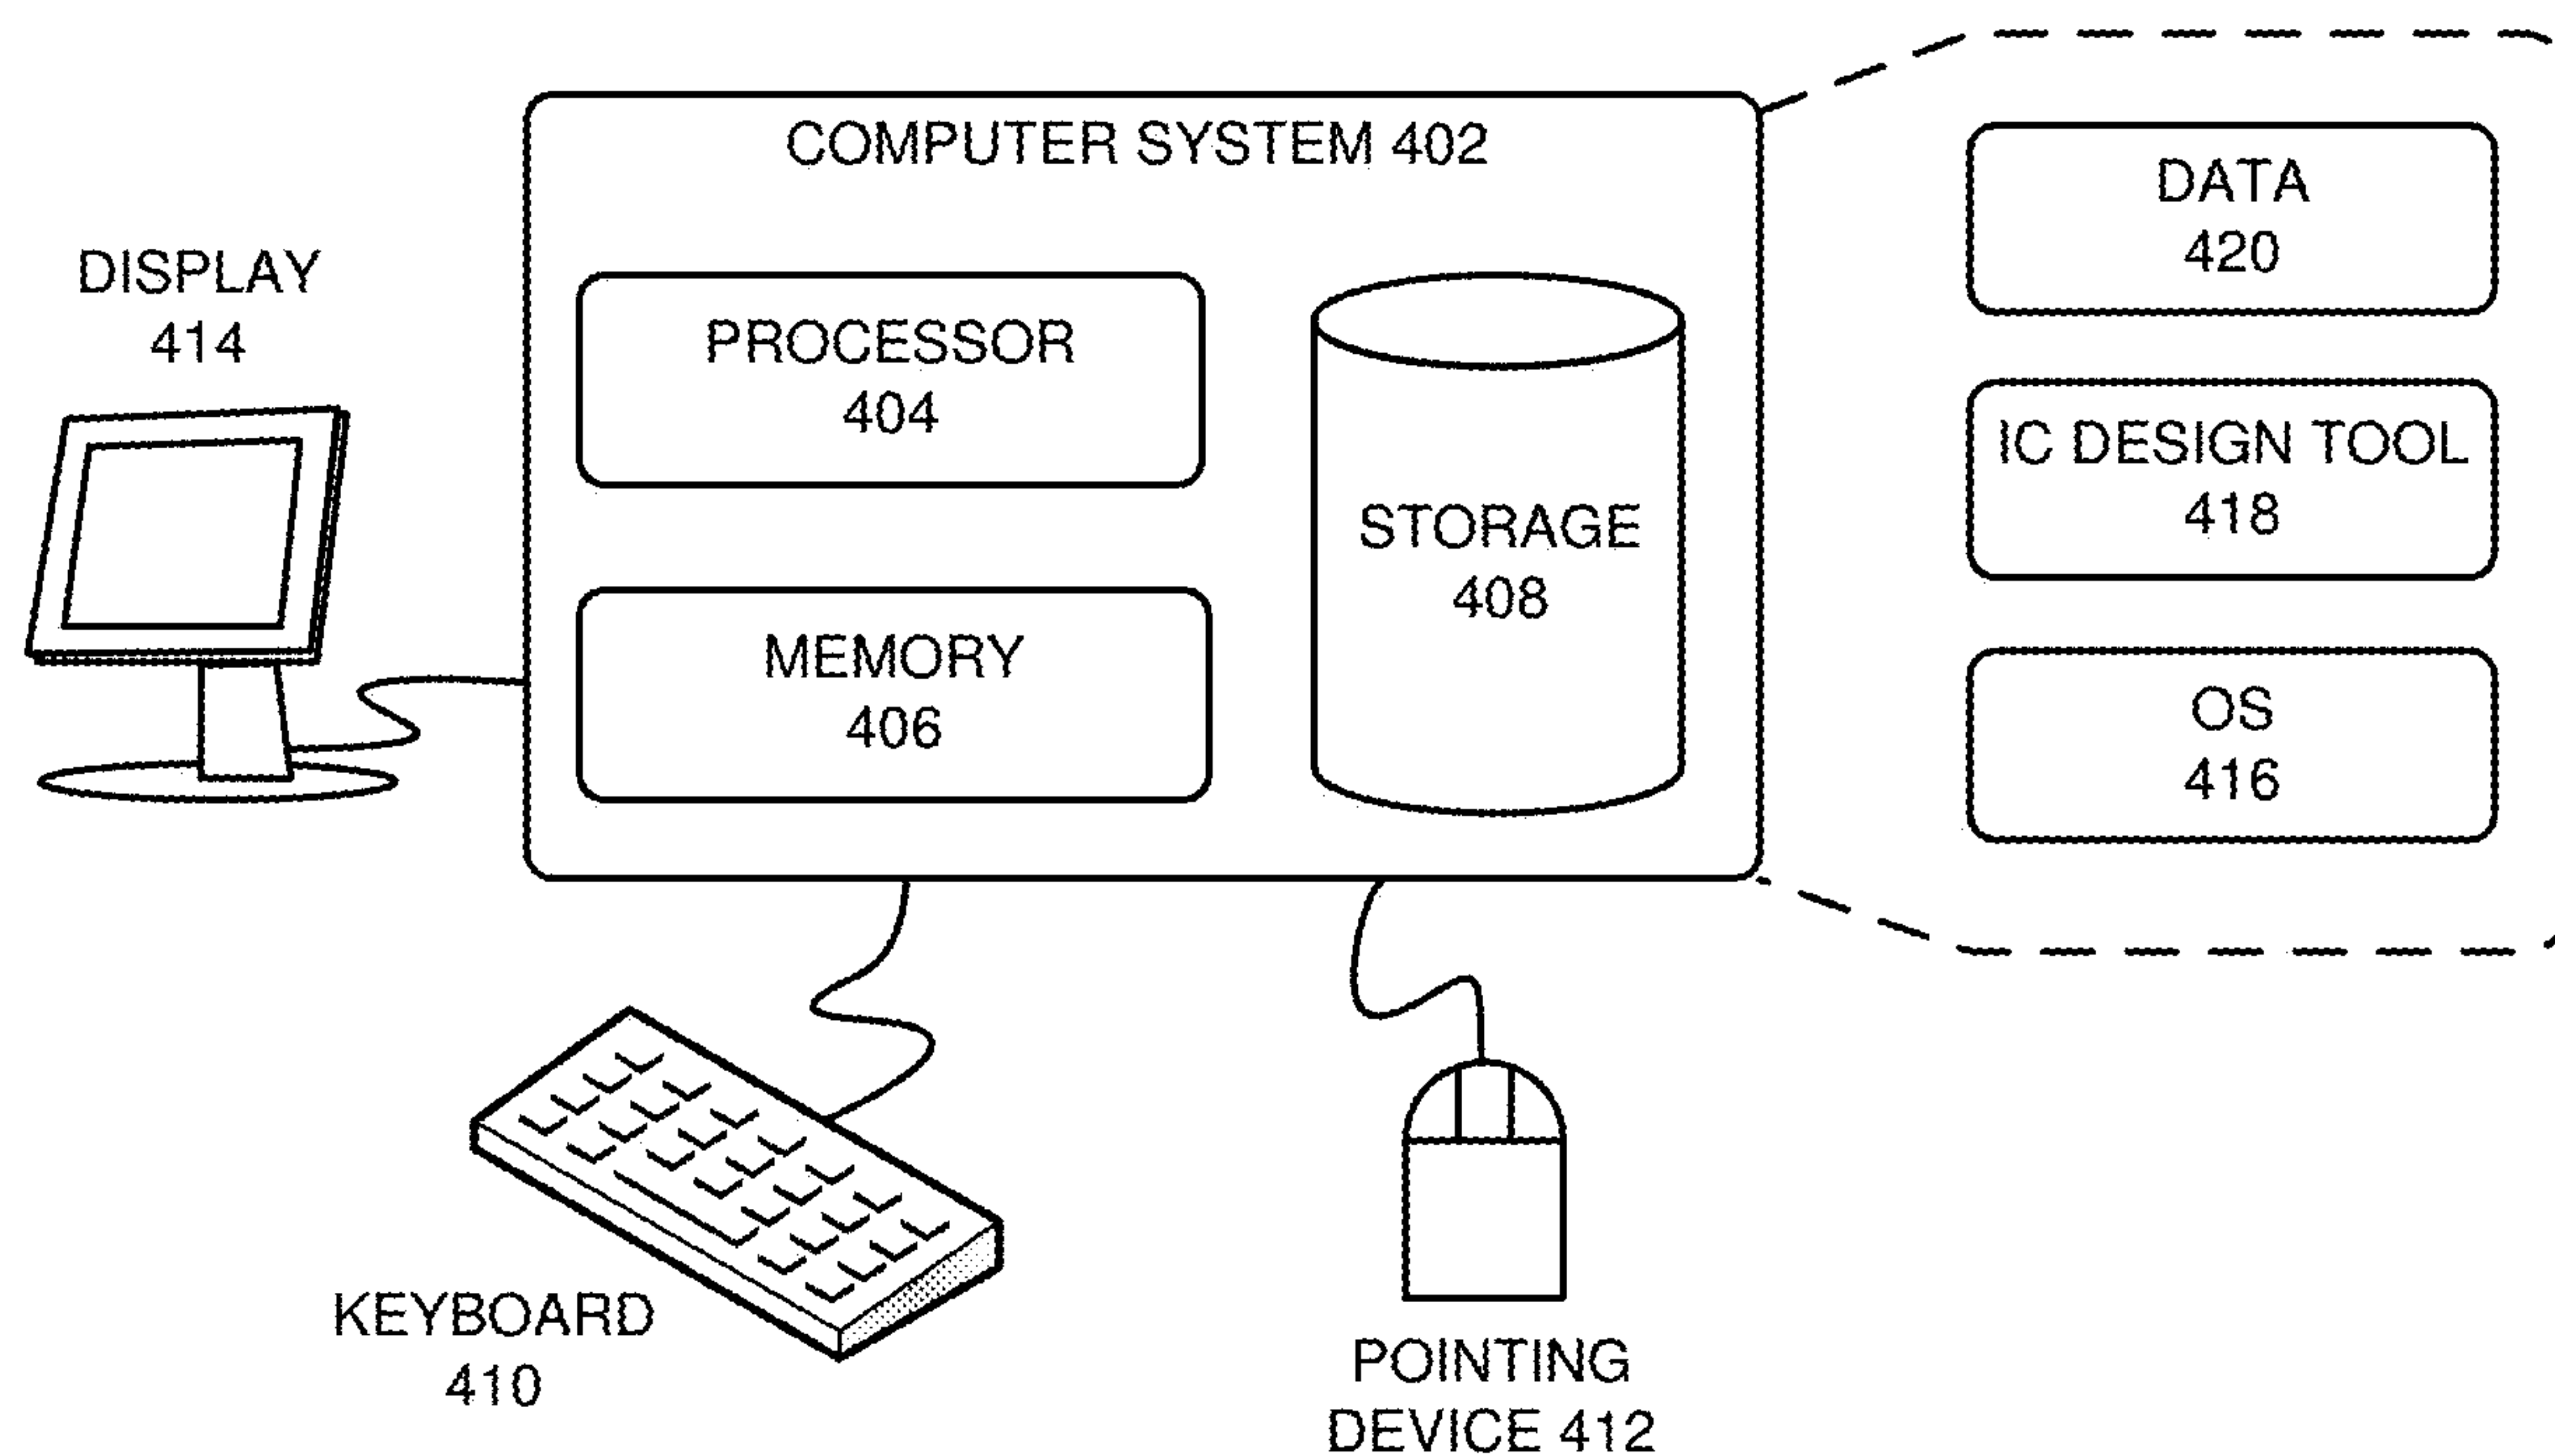 COMPUTER SYSTEM 402
DISPLAY
414
PROCESSOR
404
MEMORY
406
STORAGE
408
DATA
420
IC DESIGN TOOL
418
OS
416
KEYBOARD
410
POINTING
DEVICE 412